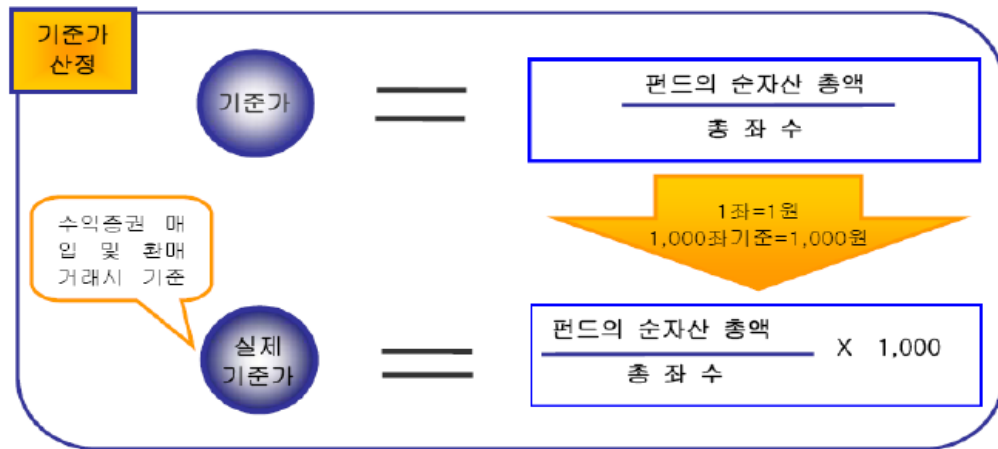 기준가
산정
기준가
펀드의 순자산 총액
총 좌 수
1좌=1원
1,000좌기준=1,000원
수익증권 매
입 및 환매
거래시 기준
실제
기준가
펀드의 순자산 총액
총 좌 수
X 1,000